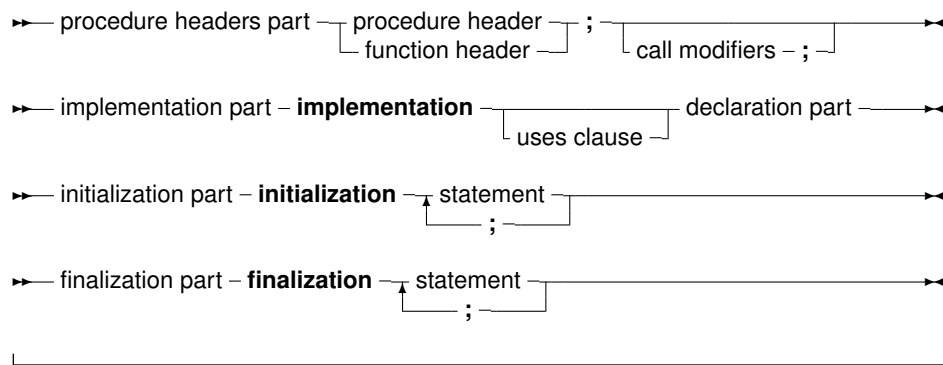 procedure headers part procedure header ;
function header call modifiers ;
implementation part implementation declaration part
uses clause
initialization part initialization statement
;
finalization part finalization statement
;